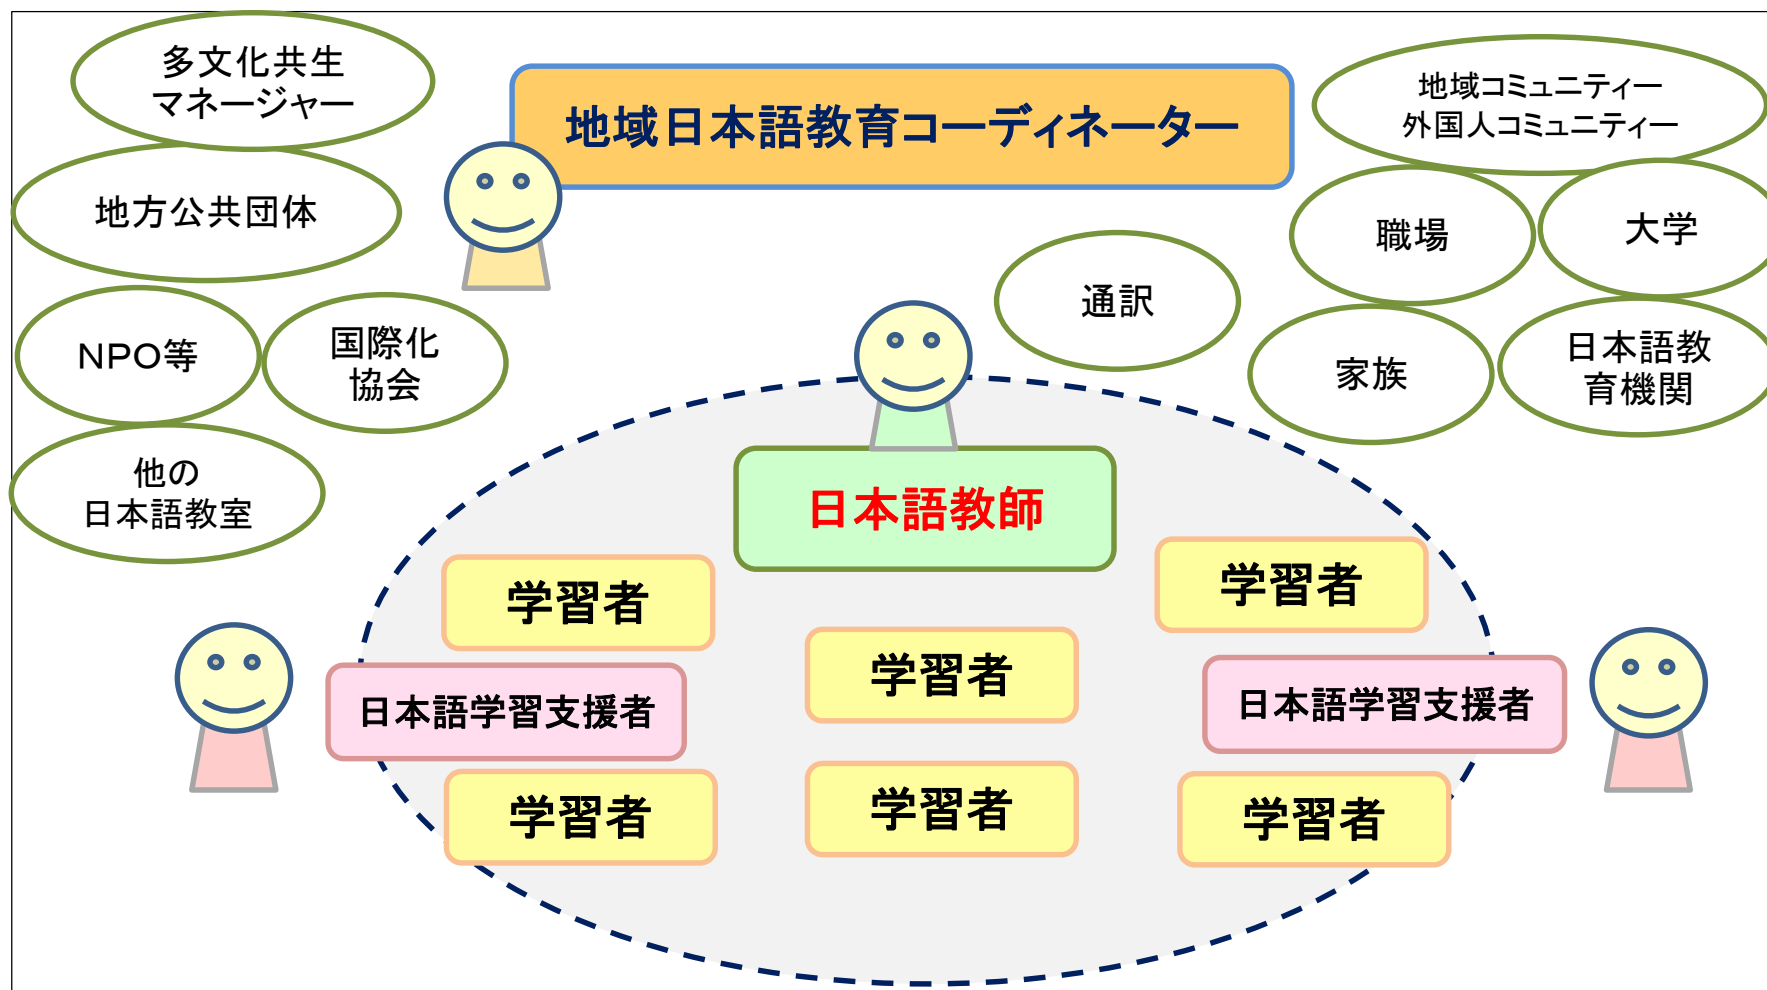 多文化共生
マネージャー
地域日本語教育コーディネーター
地域コミュニティー
外国人コミュニティー
地方公共団体
職場
大学
通訳
NPO等
国際化
協会
家族
日本語教
育機関
他の
日本語教室
日本語教師
学習者
学習者
学習者
日本語学習支援者
日本語学習支援者
学習者
学習者
学習者